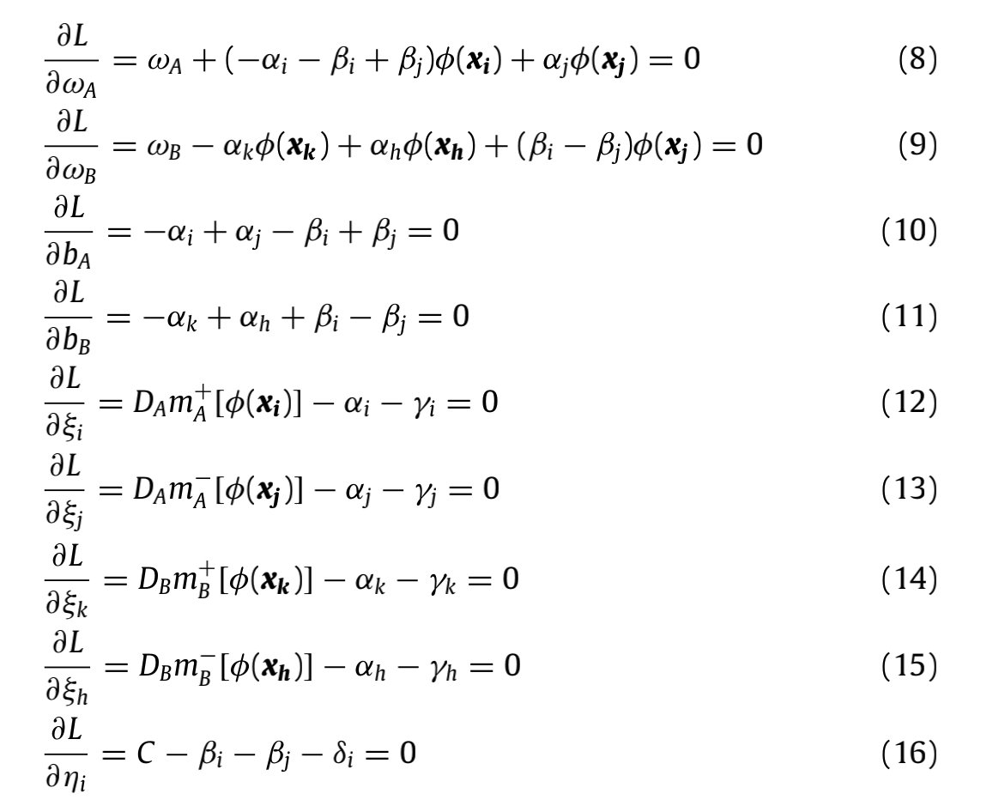 ∂L/∂ω_A = ω_A + (−α_i − β_i + β_j)ϕ(x_i) + α_jϕ(x_j) = 0 (8)
∂L/∂ω_B = ω_B − α_kϕ(x_k) + α_hϕ(x_h) + (β_i − β_j)ϕ(x_j) = 0 (9)
∂L/∂b_A = −α_i + α_j − β_i + β_j = 0 (10)
∂L/∂b_B = −α_k + α_h + β_i − β_j = 0 (11)
∂L/∂ξ_i = D_A m_A^+[ϕ(x_i)] − α_i − γ_i = 0 (12)
∂L/∂ξ_j = D_A m_A^−[ϕ(x_j)] − α_j − γ_j = 0 (13)
∂L/∂ξ_k = D_B m_B^+[ϕ(x_k)] − α_k − γ_k = 0 (14)
∂L/∂ξ_h = D_B m_B^−[ϕ(x_h)] − α_h − γ_h = 0 (15)
∂L/∂η_i = C − β_i − β_j − δ_i = 0 (16)